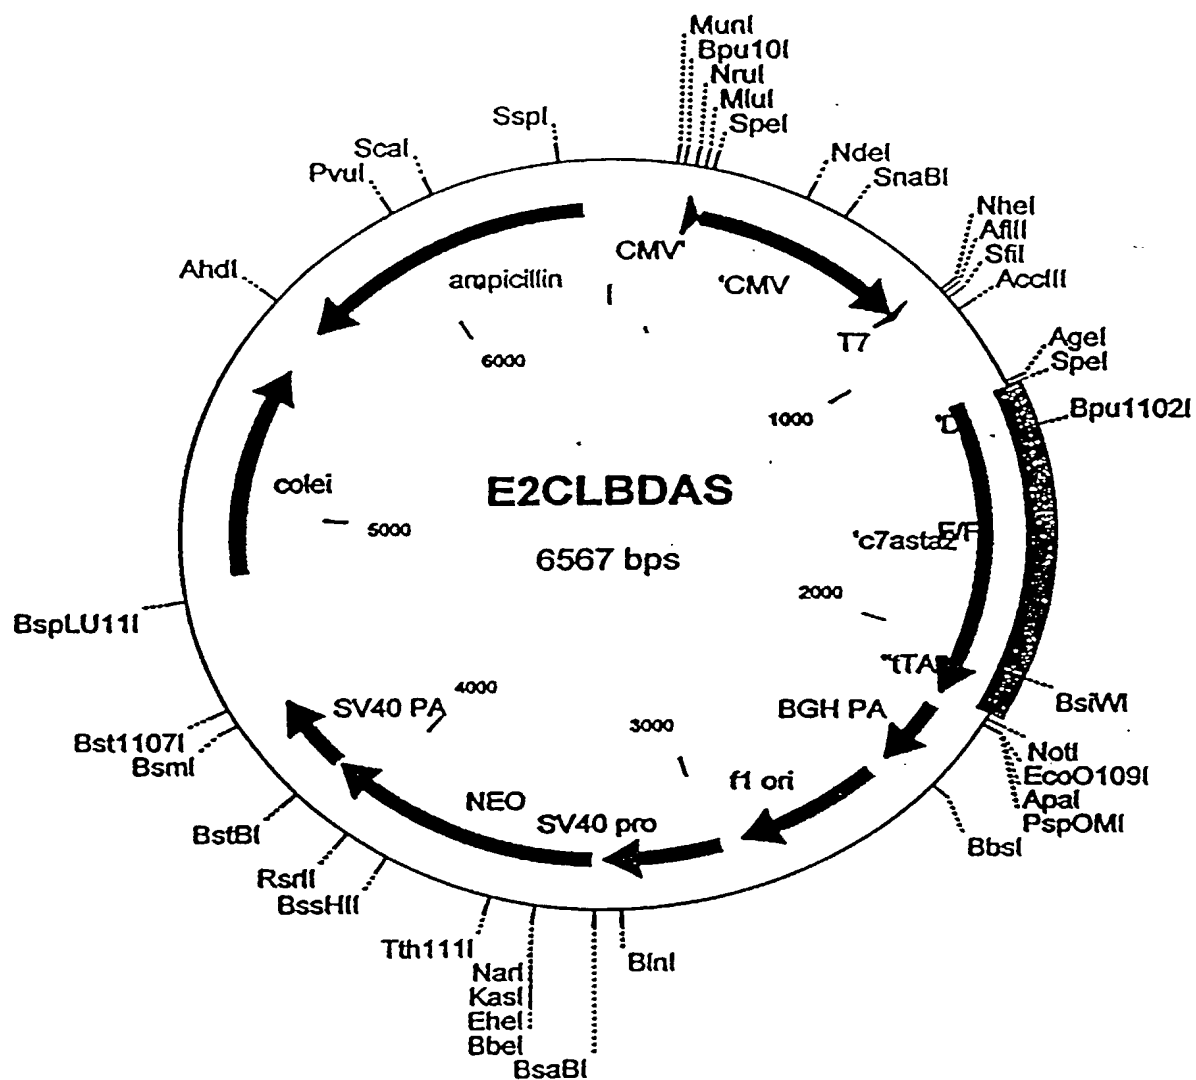 MunI
Bpu10I
NruI
MluI
SpeI
SspI
ScaI
PvuI
NdeI
SnaBI
NheI
AflII
SfiI
AccIII
AhdI
CMV'
ampicillin
'CMV
T7
6000
AgeI
SpeI
Bpu1102I
1000
'D
E2CLBDAS
colei
5000
'c7astaz'
E/F
6567 bps
2000
BspLU11I
"tTA
BsiWI
SV40 PA
4000
BGH PA
3000
Bst1107I
BsmI
NotI
EcoO109I
ApaI
PspOMI
f1 ori
NEO
SV40 pro
BstBI
BbsI
RsrII
BssHII
Tth111I
BlnI
NarI
KasI
EheI
BbeI
BsaBI